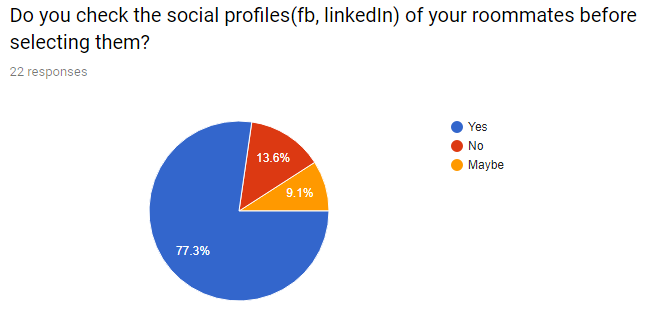 Do you check the social profiles(fb, linkedIn) of your roommates before
selecting them?
22 responses
Yes
No
Maybe
13.6%
9.1%
77.3%